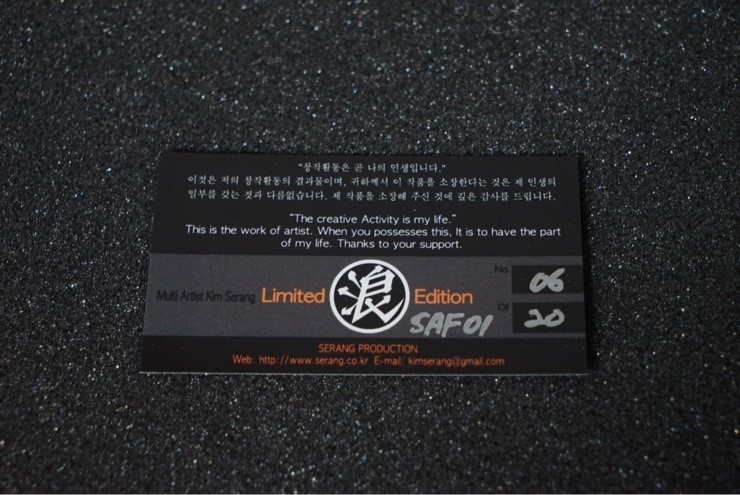 "창작활동은 곧 나의 인생입니다."
이것은 저의 창작활동의 결과물이며, 귀하께서 이 작품을 소장한다는 것은 제 인생의
일부를 갖는 것과 다름없습니다. 제 작품을 소장해 주신 것에 깊은 감사를 드립니다.
"The creative Activity is my life."
This is the work of artist. When you possesses this, It is to have the part
of my life. Thanks to your support.
No. 06
Multi Artist Kim Serang Limited 浪 Edition
SAF01
Of 20
SERANG PRODUCTION
Web: http://www.serang.co.kr E-mail: kimserang@gmail.com